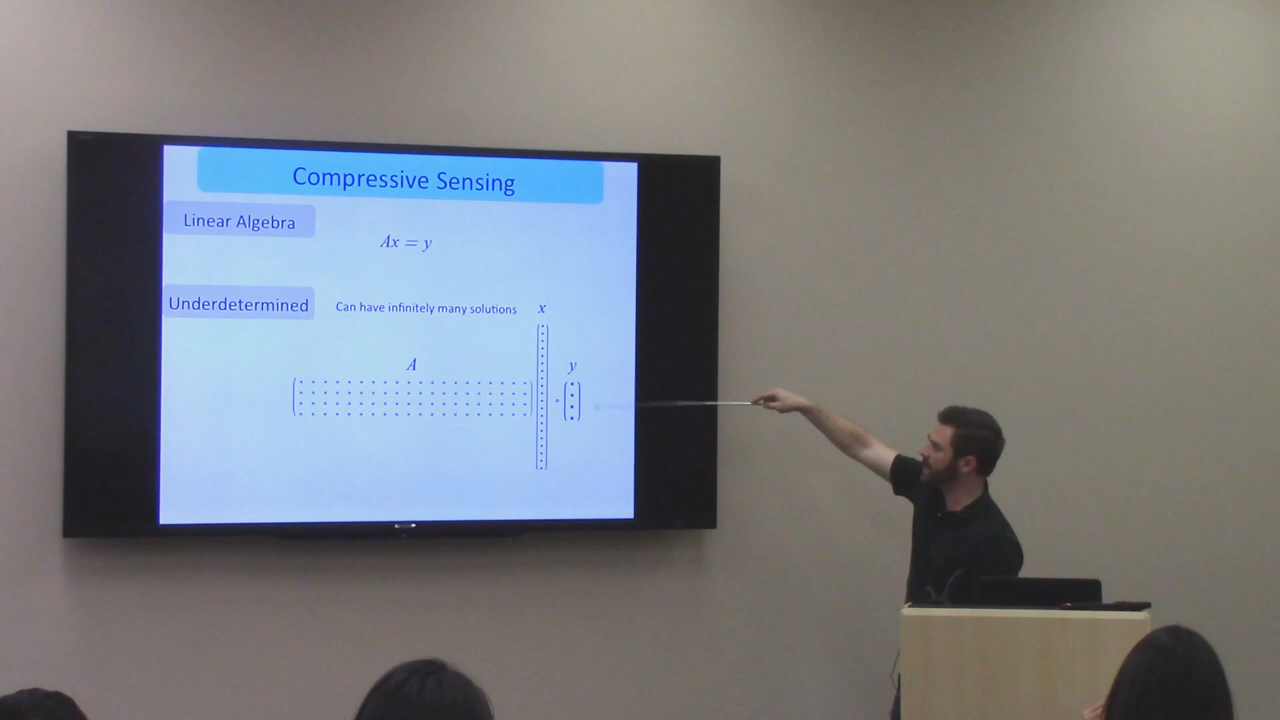 Compressive Sensing
Linear Algebra
Ax = y
Underdetermined
Can have infinitely many solutions
x
A
y
=